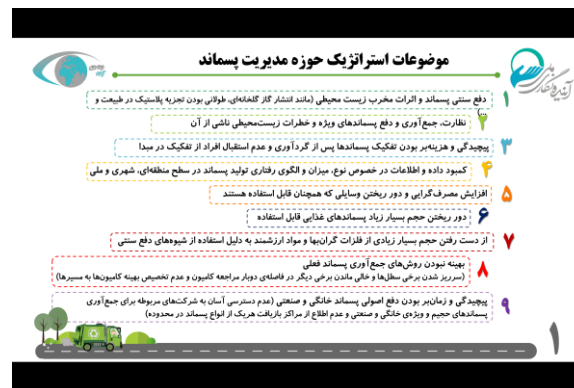 موضوعات استراتژیک حوزه مدیریت پسماند
۱ دفع سنتی پسماند و اثرات مخرب زیست محیطی (مانند انتشار گاز گلخانه‌ای، طولانی بودن تجزیه پلاستیک در طبیعت و
۲ نظارت، جمع‌آوری و دفع پسماندهای ویژه و خطرات زیست‌محیطی ناشی از آن
۳ پیچیدگی و هزینه‌بر بودن تفکیک پسماندها پس از گردآوری و عدم استقبال افراد از تفکیک در مبدا
۴ کمبود داده و اطلاعات در خصوص نوع، میزان و الگوی رفتاری تولید پسماند در سطح منطقه‌ای، شهری و ملی
۵ افزایش مصرف‌گرایی و دور ریختن وسایلی که همچنان قابل استفاده هستند
۶ دور ریختن حجم بسیار زیاد پسماندهای غذایی قابل استفاده
۷ از دست رفتن حجم بسیار زیادی از فلزات گران‌بها و مواد ارزشمند به دلیل استفاده از شیوه‌های دفع سنتی
۸ بهینه نبودن روش‌های جمع‌آوری پسماند فعلی
(سرریز شدن برخی سطل‌ها و خالی ماندن برخی دیگر در فاصله‌ی دوبار مراجعه کامیون و عدم تخصیص بهینه کامیون‌ها به مسیرها)
۹ پیچیدگی و زمان‌بر بودن دفع اصولی پسماند خانگی و صنعتی (عدم دسترسی آسان به شرکت‌های مربوطه برای جمع‌آوری
پسماندهای حجیم و ویژه‌ی خانگی و صنعتی و عدم اطلاع از مراکز بازیافت هریک از انواع پسماند در محدوده)
۱